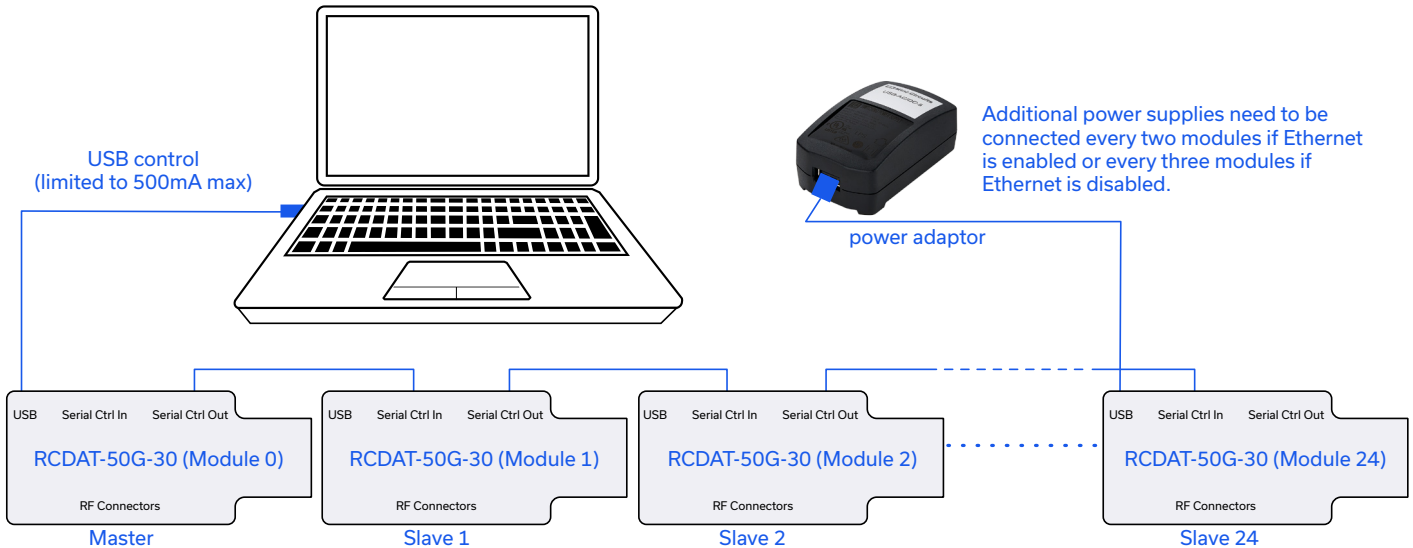 USB control
(limited to 500mA max)
Additional power supplies need to be
connected every two modules if Ethernet
is enabled or every three modules if
Ethernet is disabled.
power adaptor
USB Serial Ctrl In Serial Ctrl Out
RCDAT-50G-30 (Module 0)
RF Connectors
Master
USB Serial Ctrl In Serial Ctrl Out
RCDAT-50G-30 (Module 1)
RF Connectors
Slave 1
USB Serial Ctrl In Serial Ctrl Out
RCDAT-50G-30 (Module 2)
RF Connectors
Slave 2
USB Serial Ctrl In Serial Ctrl Out
RCDAT-50G-30 (Module 24)
RF Connectors
Slave 24